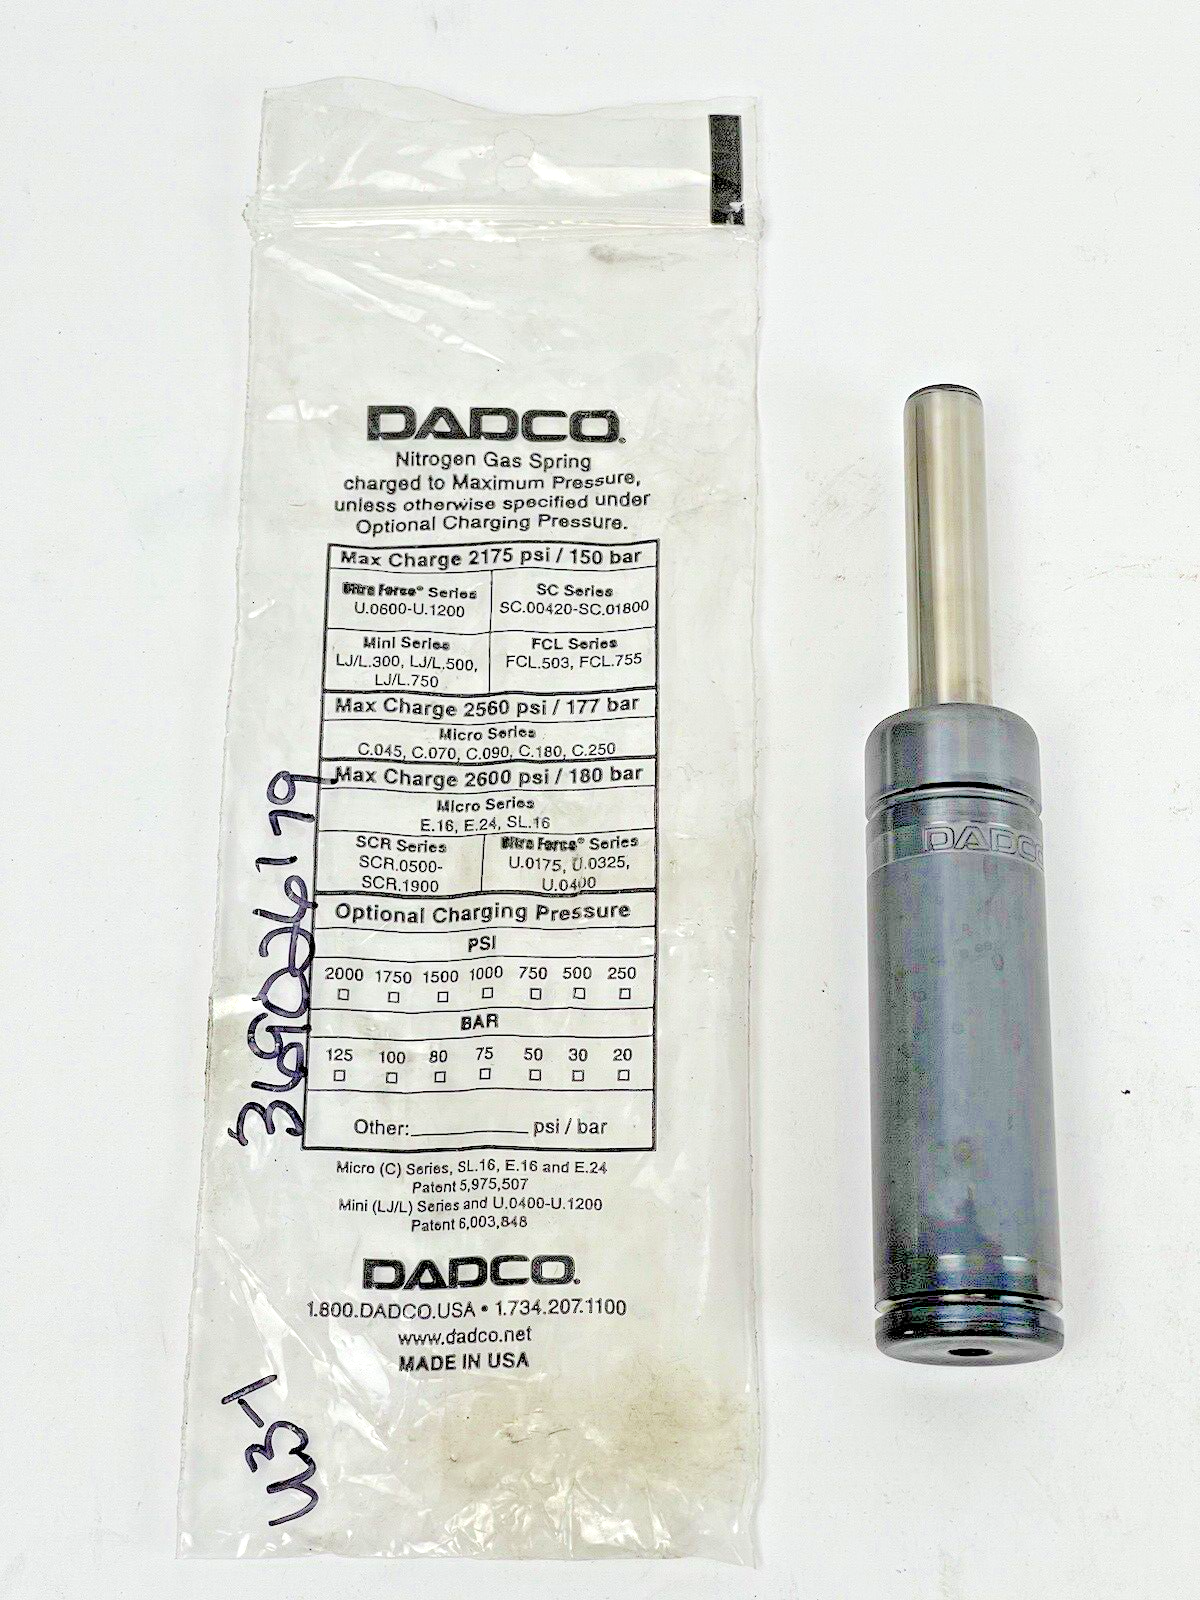 DADCO.
Nitrogen Gas Spring
charged to Maximum Pressure,
unless otherwise specified under
Optional Charging Pressure.
Max Charge 2175 psi / 150 bar
Ultra Force® Series
U.0600-U.1200
SC Series
SC.00420-SC.01800
Mini Series
LJ/L.300, LJ/L.500,
LJ/L.750
FCL Series
FCL.503, FCL.755
Max Charge 2560 psi / 177 bar
Micro Series
C.045, C.070, C.090, C.180, C.250
Max Charge 2600 psi / 180 bar
Micro Series
E.16, E.24, SL.16
SCR Series
SCR.0500-
SCR.1900
Ultra Force® Series
U.0175, U.0325,
U.0400
Optional Charging Pressure
PSI
2000 1750 1500 1000 750 500 250
BAR
125 100 80 75 50 30 20
Other:___________ psi / bar
Micro (C) Series, SL.16, E.16 and E.24
Patent 5,975,507
Mini (LJ/L) Series and U.0400-U.1200
Patent 6,003,848
DADCO.
1.800.DADCO.USA • 1.734.207.1100
www.dadco.net
MADE IN USA
DADCO